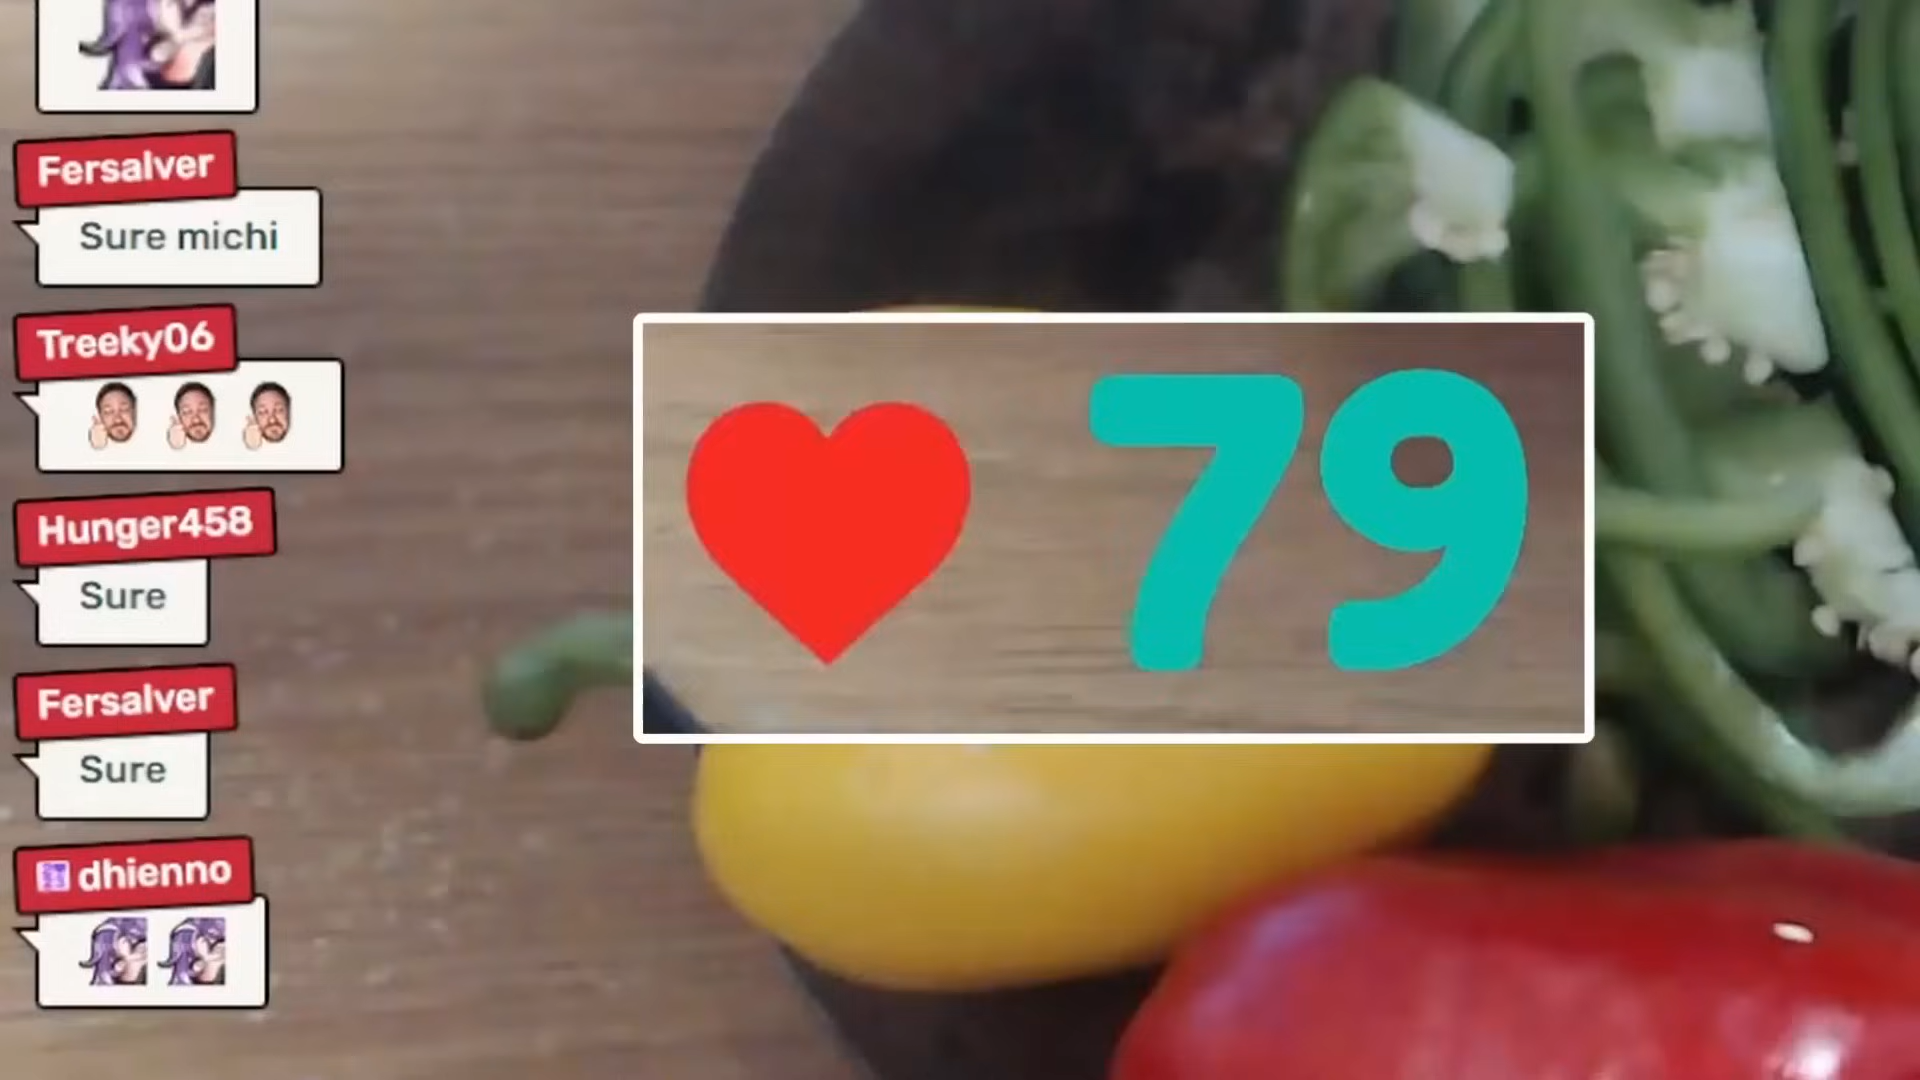 Fersalver
Sure michi
Treeky06
Hunger458
Sure
Fersalver
Sure
dhienno
79